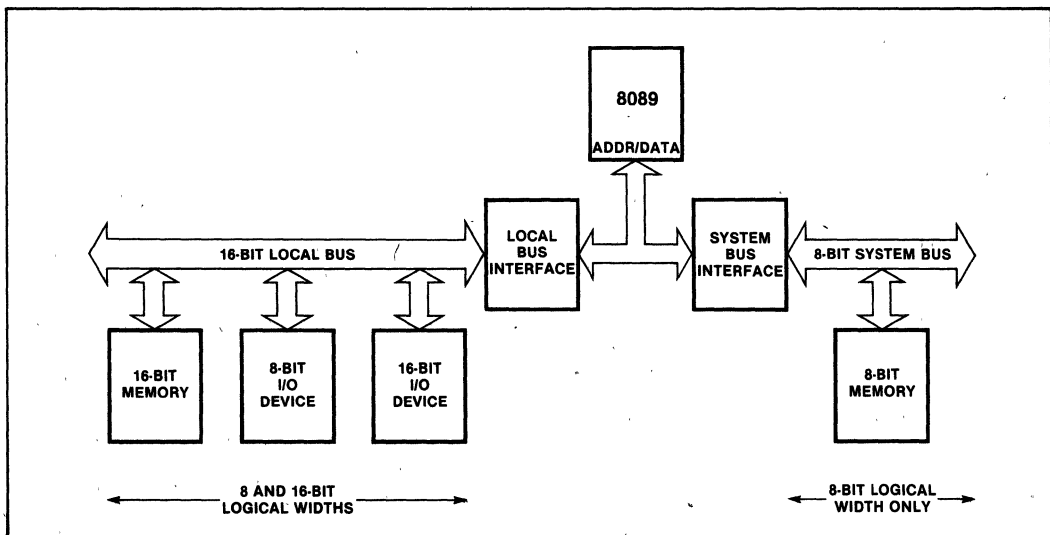 8089
ADDR/DATA
16-BIT LOCAL BUS
LOCAL
BUS
INTERFACE
SYSTEM
BUS
INTERFACE
8-BIT SYSTEM BUS
16-BIT
MEMORY
8-BIT
I/O
DEVICE
16-BIT
I/O
DEVICE
8-BIT
MEMORY
8 AND 16-BIT
LOGICAL WIDTHS
8-BIT LOGICAL
WIDTH ONLY